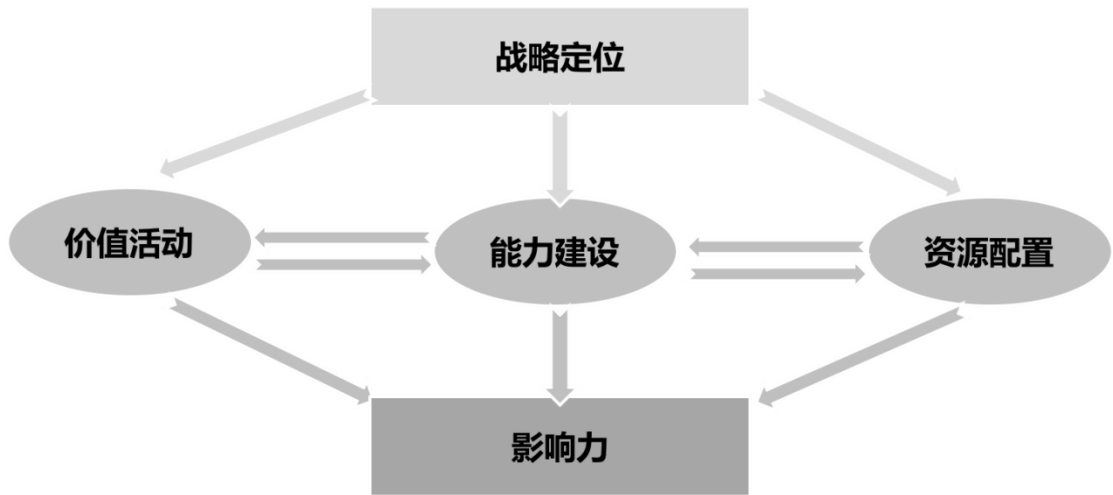 战略定位
价值活动
能力建设
资源配置
影响力